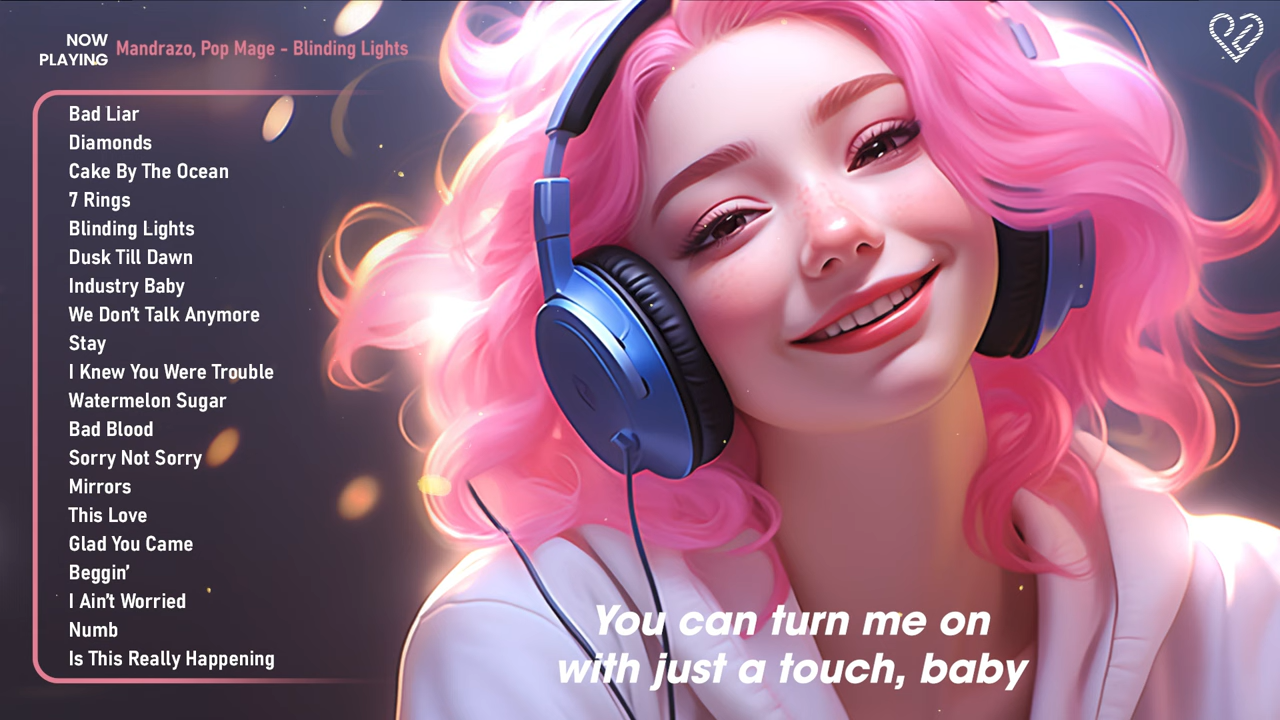 NOW
PLAYING
Mandrazo, Pop Mage - Blinding Lights
Bad Liar
Diamonds
Cake By The Ocean
7 Rings
Blinding Lights
Dusk Till Dawn
Industry Baby
We Don't Talk Anymore
Stay
I Knew You Were Trouble
Watermelon Sugar
Bad Blood
Sorry Not Sorry
Mirrors
This Love
Glad You Came
Beggin'
I Ain't Worried
Numb
Is This Really Happening
You can turn me on
with just a touch, baby